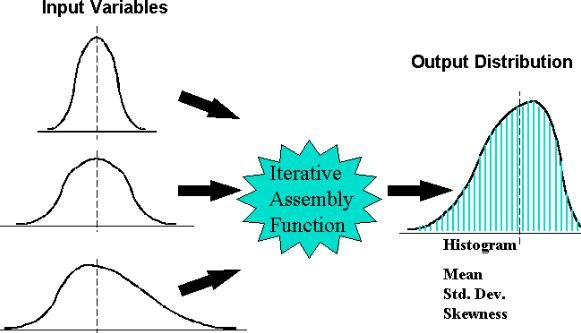 Input Variables
Output Distribution
Iterative
Assembly
Function
Histogram
Mean
Std. Dev.
Skewness